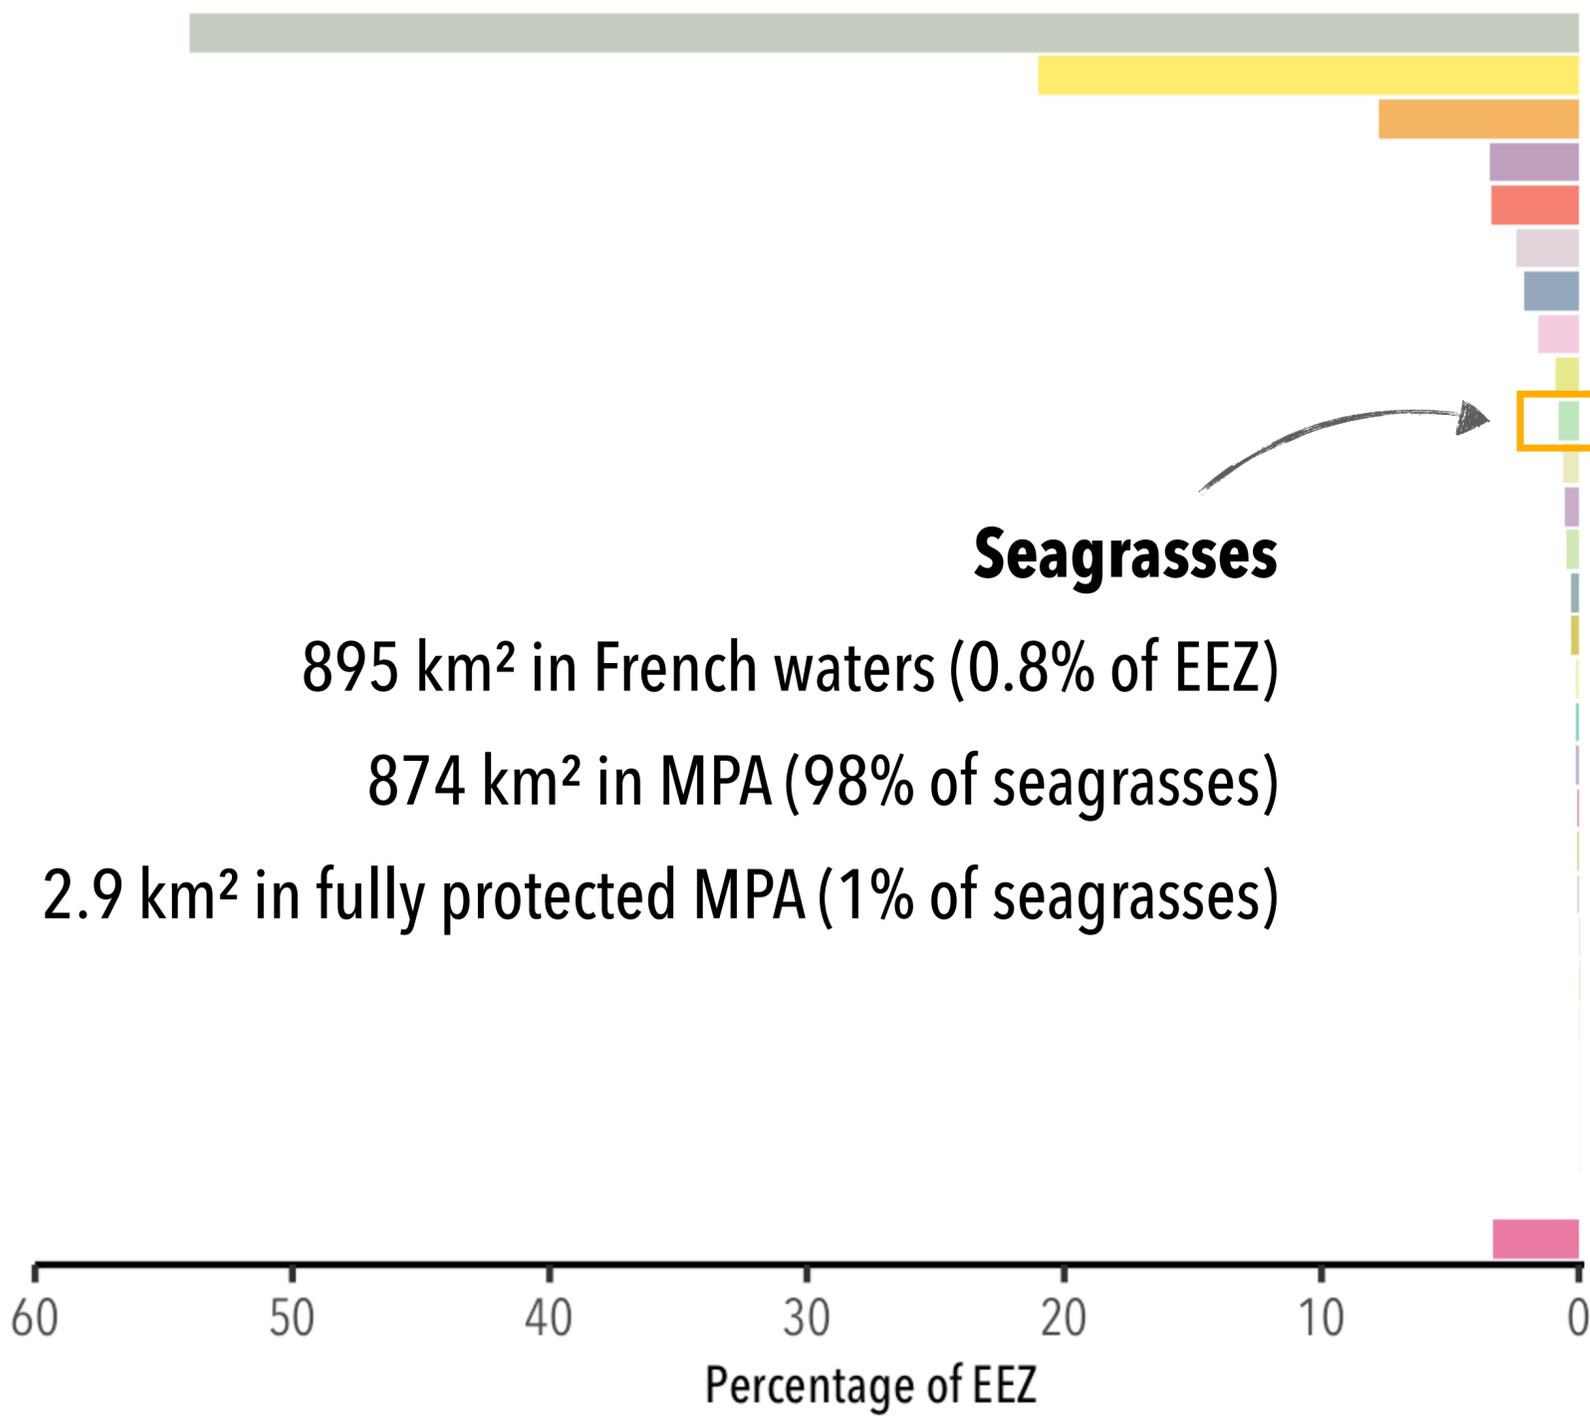 Seagrasses
895 km² in French waters (0.8% of EEZ)
874 km² in MPA (98% of seagrasses)
2.9 km² in fully protected MPA (1% of seagrasses)
60 50 40 30 20 10 0
Percentage of EEZ